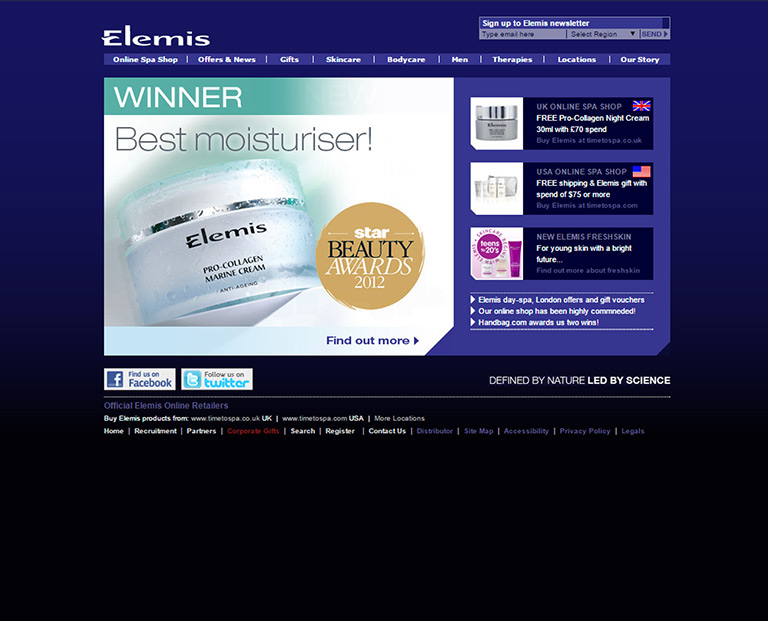 Elemis
Sign up to Elemis newsletter
Type email here | Select Region ▼ | SEND
Online Spa Shop | Offers & News | Gifts | Skincare | Bodycare | Men | Therapies | Locations | Our Story
WINNER
Best moisturiser!
Elemis
PRO-COLLAGEN
MARINE CREAM
ANTI-AGEING
star
BEAUTY
AWARDS
2012
Find out more
UK ONLINE SPA SHOP
FREE Pro-Collagen Night Cream
30ml with £70 spend
Buy Elemis at timetospa.co.uk
USA ONLINE SPA SHOP
FREE shipping & Elemis gift with
spend of $75 or more
Buy Elemis at timetospa.com
teens
to 20's
NEW ELEMIS FRESHSKIN
For young skin with a bright
future...
Find out more about freshskin
Elemis day-spa, London offers and gift vouchers
Our online shop has been highly commneded!
Handbag.com awards us two wins!
Find us on
Facebook
Follow us on
twitter
DEFINED BY NATURE LED BY SCIENCE
Official Elemis Online Retailers
Buy Elemis products from: www.timetospa.co.uk UK | www.timetospa.com USA | More Locations
Home | Recruitment | Partners | Corporate Gifts | Search | Register | Contact Us | Distributor | Site Map | Accessibility | Privacy Policy | Legals